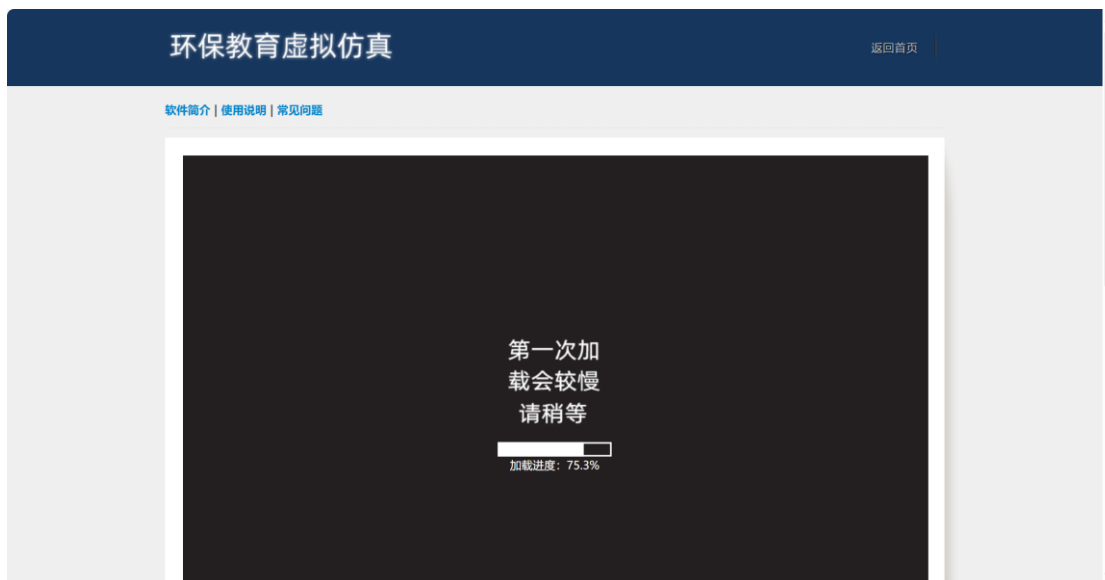 环保教育虚拟仿真
返回首页
软件简介 | 使用说明 | 常见问题
第一次加
载会较慢
请稍等
加载进度：75.3%